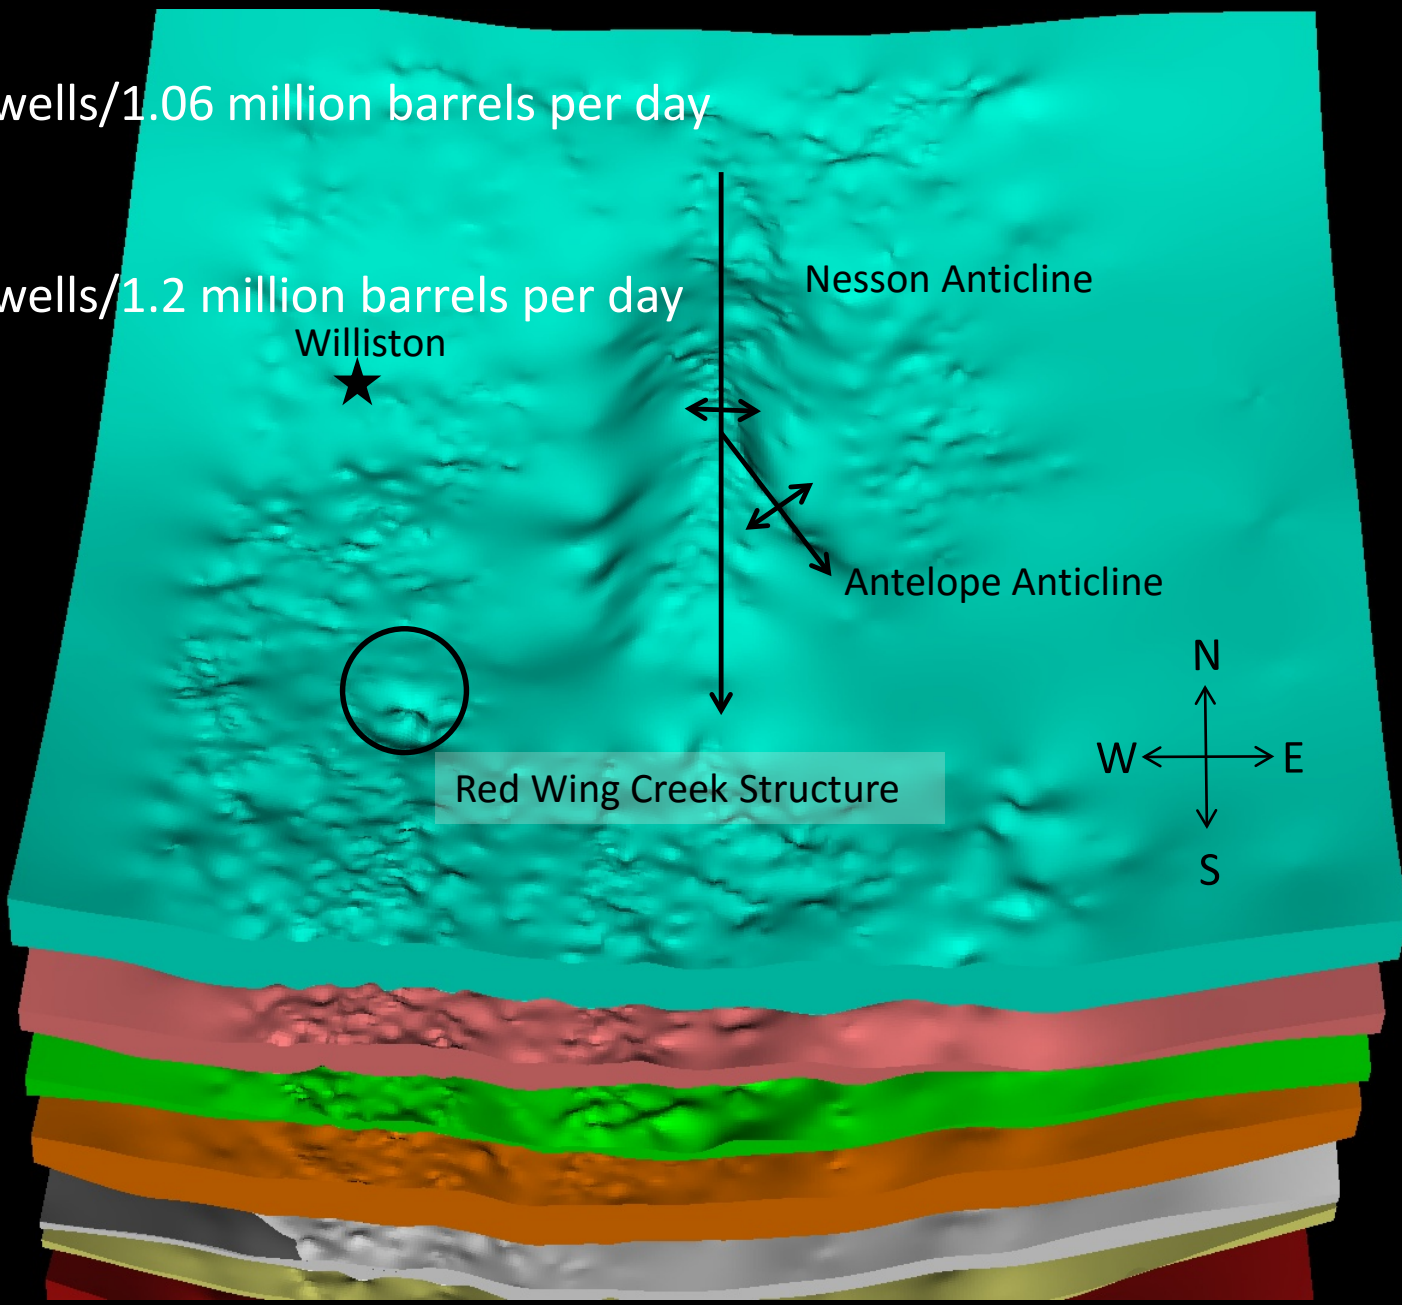 wells/1.06 million barrels per day
Nesson Anticline
wells/1.2 million barrels per day
Williston
Antelope Anticline
N
W
E
Red Wing Creek Structure
S